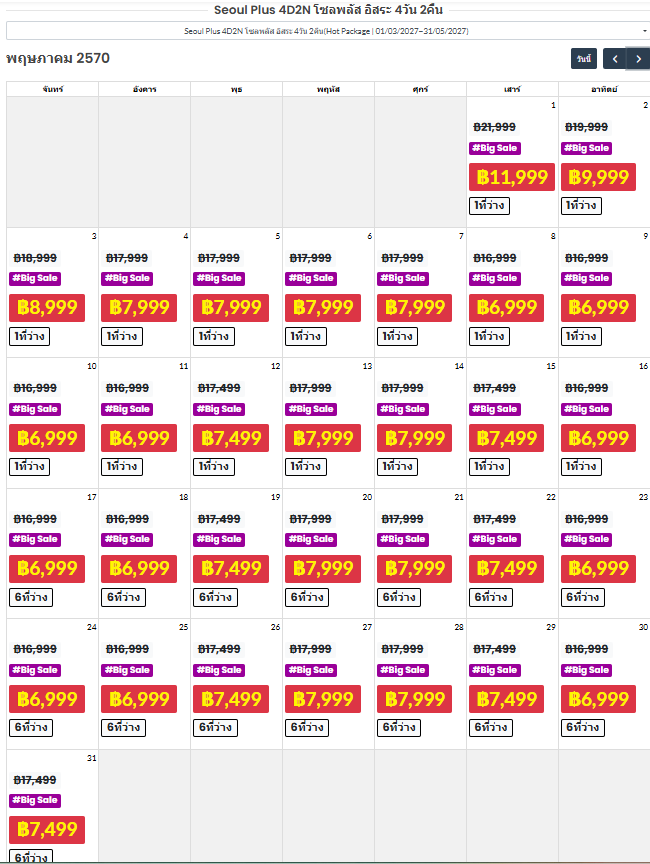 Seoul Plus 4D2N โซลพลัส อิสระ 4วัน 2คืน
Seoul Plus 4D2N โซลพลัส อิสระ 4วัน 2คืน(Hot Package | 01/03/2027-31/05/2027)
พฤษภาคม 2570
วันนี้
จันทร์ อังคาร พุธ พฤหัส ศุกร์ เสาร์ อาทิตย์
1 2
฿21,999 ฿19,999
#Big Sale #Big Sale
฿11,999 ฿9,999
1ที่ว่าง 1ที่ว่าง
3 4 5 6 7 8 9
฿18,999 ฿17,999 ฿17,999 ฿17,999 ฿17,999 ฿16,999 ฿16,999
#Big Sale #Big Sale #Big Sale #Big Sale #Big Sale #Big Sale #Big Sale
฿8,999 ฿7,999 ฿7,999 ฿7,999 ฿7,999 ฿6,999 ฿6,999
1ที่ว่าง 1ที่ว่าง 1ที่ว่าง 1ที่ว่าง 1ที่ว่าง 1ที่ว่าง 1ที่ว่าง
10 11 12 13 14 15 16
฿16,999 ฿16,999 ฿17,499 ฿17,999 ฿17,999 ฿17,499 ฿16,999
#Big Sale #Big Sale #Big Sale #Big Sale #Big Sale #Big Sale #Big Sale
฿6,999 ฿6,999 ฿7,499 ฿7,999 ฿7,999 ฿7,499 ฿6,999
1ที่ว่าง 1ที่ว่าง 1ที่ว่าง 1ที่ว่าง 1ที่ว่าง 1ที่ว่าง 1ที่ว่าง
17 18 19 20 21 22 23
฿16,999 ฿16,999 ฿17,499 ฿17,999 ฿17,999 ฿17,499 ฿16,999
#Big Sale #Big Sale #Big Sale #Big Sale #Big Sale #Big Sale #Big Sale
฿6,999 ฿6,999 ฿7,499 ฿7,999 ฿7,999 ฿7,499 ฿6,999
6ที่ว่าง 6ที่ว่าง 6ที่ว่าง 6ที่ว่าง 6ที่ว่าง 6ที่ว่าง 6ที่ว่าง
24 25 26 27 28 29 30
฿16,999 ฿16,999 ฿17,499 ฿17,999 ฿17,999 ฿17,499 ฿16,999
#Big Sale #Big Sale #Big Sale #Big Sale #Big Sale #Big Sale #Big Sale
฿6,999 ฿6,999 ฿7,499 ฿7,999 ฿7,999 ฿7,499 ฿6,999
6ที่ว่าง 6ที่ว่าง 6ที่ว่าง 6ที่ว่าง 6ที่ว่าง 6ที่ว่าง 6ที่ว่าง
31
฿17,499
#Big Sale
฿7,499
6ที่ว่าง